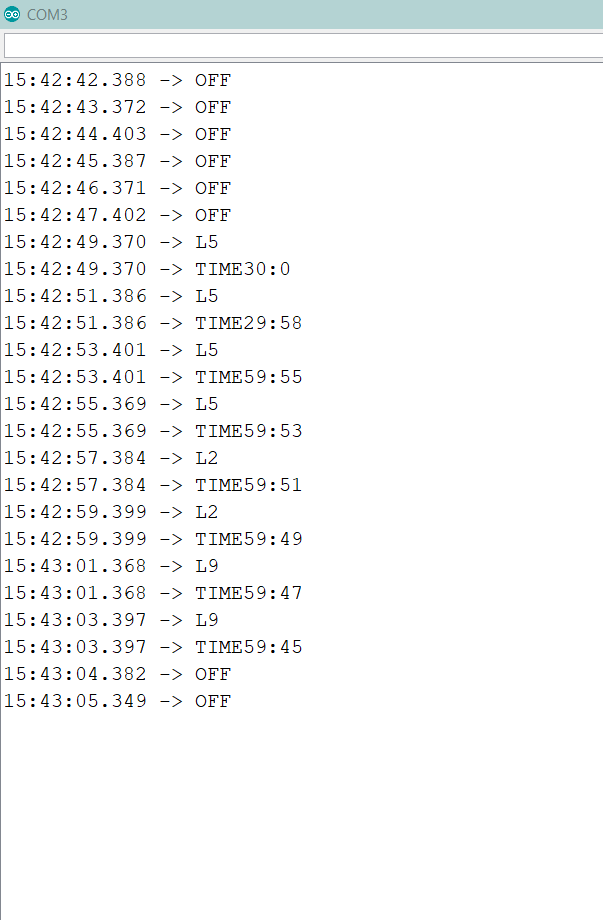 COM3
15:42:42.388 -> OFF
15:42:43.372 -> OFF
15:42:44.403 -> OFF
15:42:45.387 -> OFF
15:42:46.371 -> OFF
15:42:47.402 -> OFF
15:42:49.370 -> L5
15:42:49.370 -> TIME30:0
15:42:51.386 -> L5
15:42:51.386 -> TIME29:58
15:42:53.401 -> L5
15:42:53.401 -> TIME59:55
15:42:55.369 -> L5
15:42:55.369 -> TIME59:53
15:42:57.384 -> L2
15:42:57.384 -> TIME59:51
15:42:59.399 -> L2
15:42:59.399 -> TIME59:49
15:43:01.368 -> L9
15:43:01.368 -> TIME59:47
15:43:03.397 -> L9
15:43:03.397 -> TIME59:45
15:43:04.382 -> OFF
15:43:05.349 -> OFF